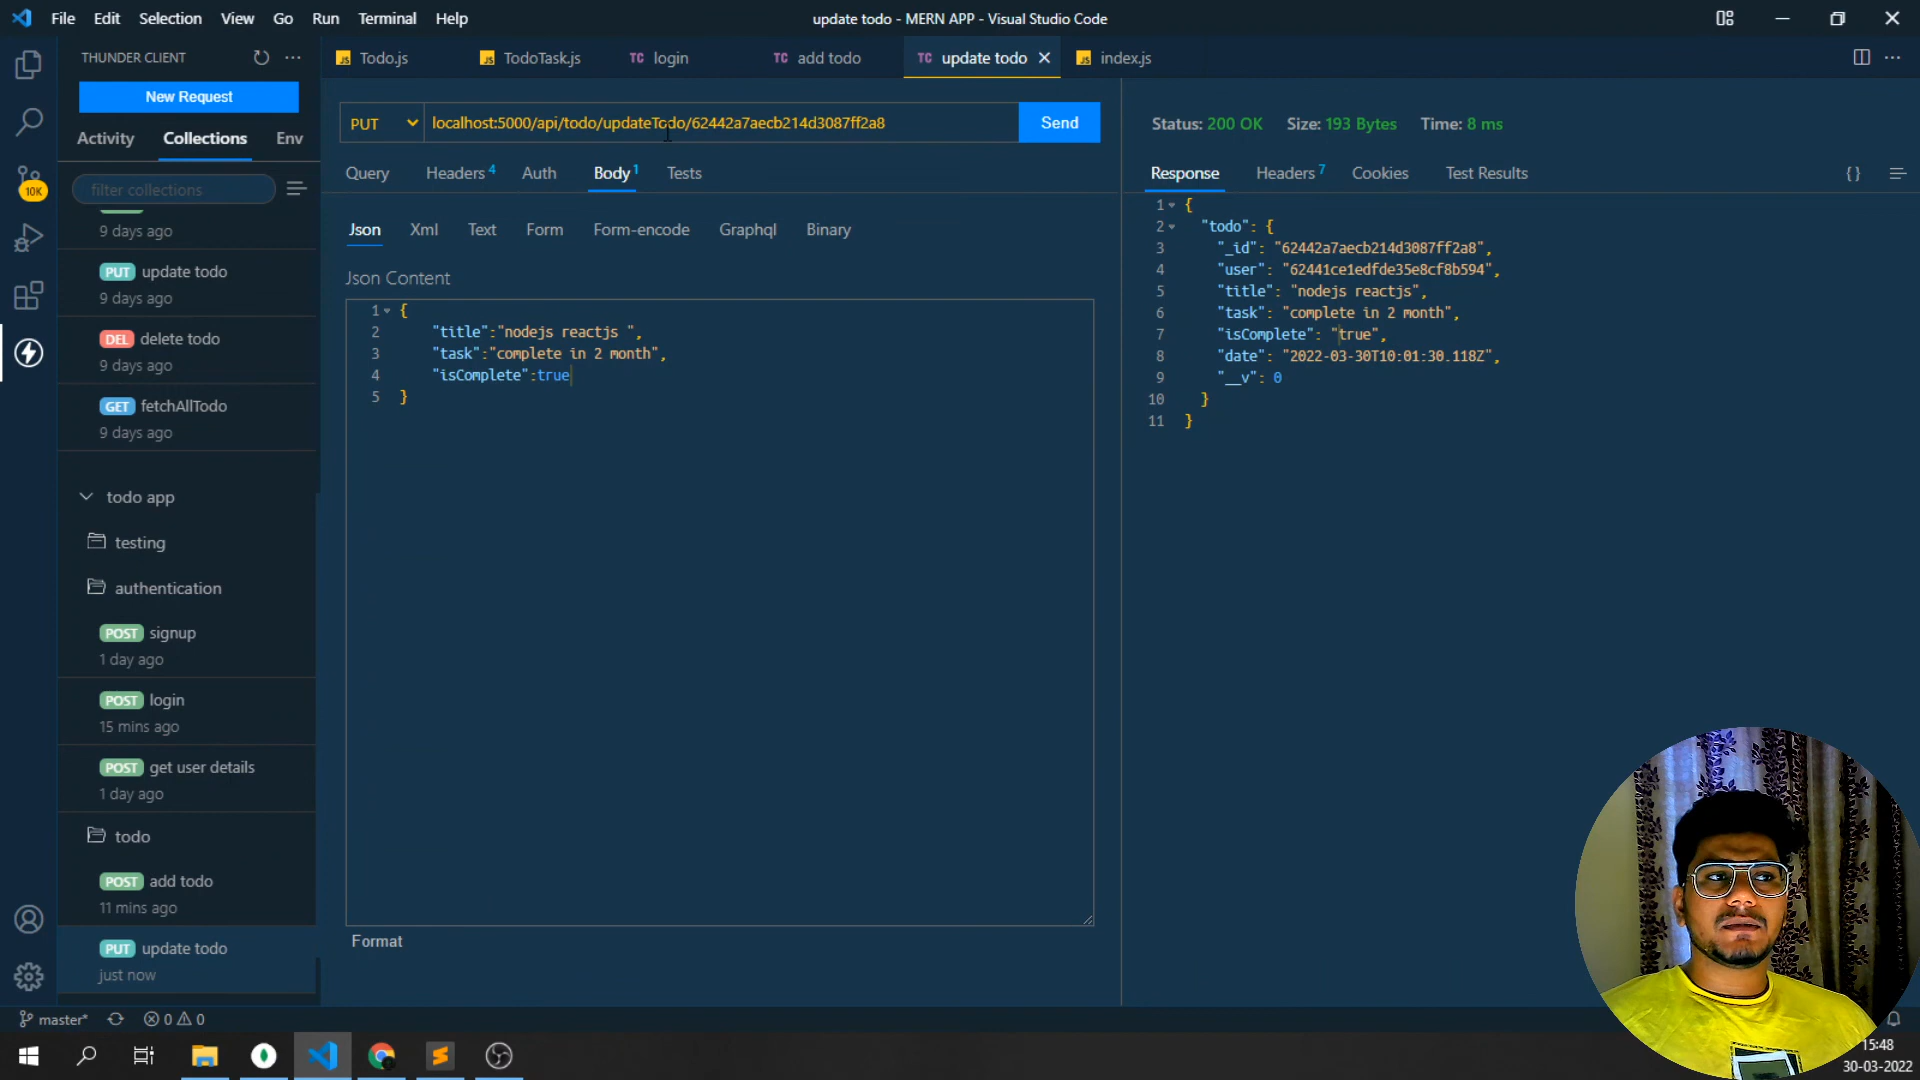 File Edit Selection View Go Run Terminal Help
update todo - MERN APP - Visual Studio Code
THUNDER CLIENT
New Request
Activity Collections Env
filter collections
10K
9 days ago
PUT update todo
9 days ago
DEL delete todo
9 days ago
GET fetchAllTodo
9 days ago
todo app
testing
authentication
POST signup
1 day ago
POST login
15 mins ago
POST get user details
1 day ago
todo
POST add todo
11 mins ago
PUT update todo
just now
JS Todo.js JS TodoTask.js TC login TC add todo TC update todo JS index.js
PUT localhost:5000/api/todo/updateTodo/62442a7aecb214d3087ff2a8 Send
Query Headers 4 Auth Body 1 Tests
Json Xml Text Form Form-encode Graphql Binary
Json Content
1 {
2 "title":"nodejs reactjs ",
3 "task":"complete in 2 month",
4 "isComplete":true
5 }
Format
Status: 200 OK Size: 193 Bytes Time: 8 ms
Response Headers 7 Cookies Test Results {}
1 {
2 "todo": {
3 "_id": "62442a7aecb214d3087ff2a8",
4 "user": "62441ce1edfde35e8cf8b594",
5 "title": "nodejs reactjs",
6 "task": "complete in 2 month",
7 "isComplete": "true",
8 "date": "2022-03-30T10:01:30.118Z",
9 "__v": 0
10 }
11 }
master* 0 0
15:48
30-03-2022